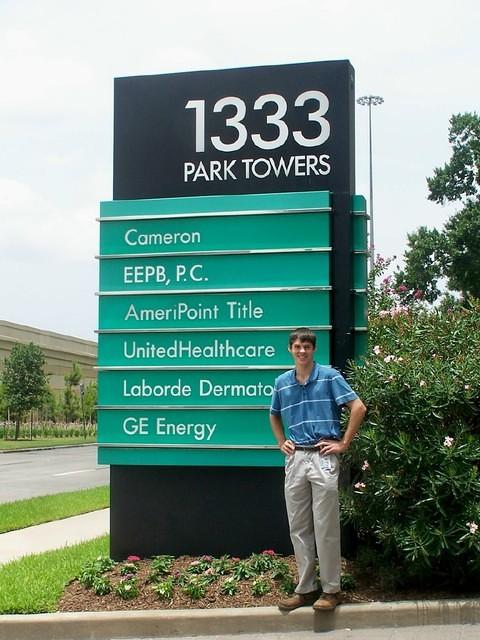 1333
PARK TOWERS
Cameron
EEPB, P.C.
AmeriPoint Title
UnitedHealthcare
Laborde Dermato
GE Energy